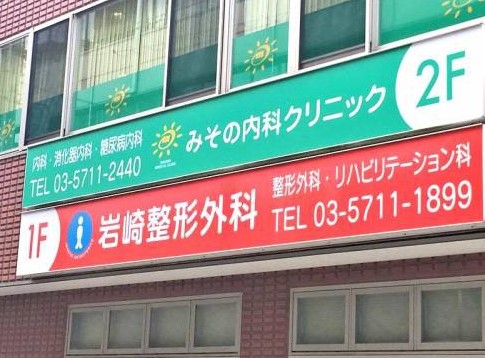 内科・消化器内科・糖尿病内科
TEL 03-5711-2440
みその内科クリニック
2F
1F
岩崎整形外科
整形外科・リハビリテーション科
TEL 03-5711-1899